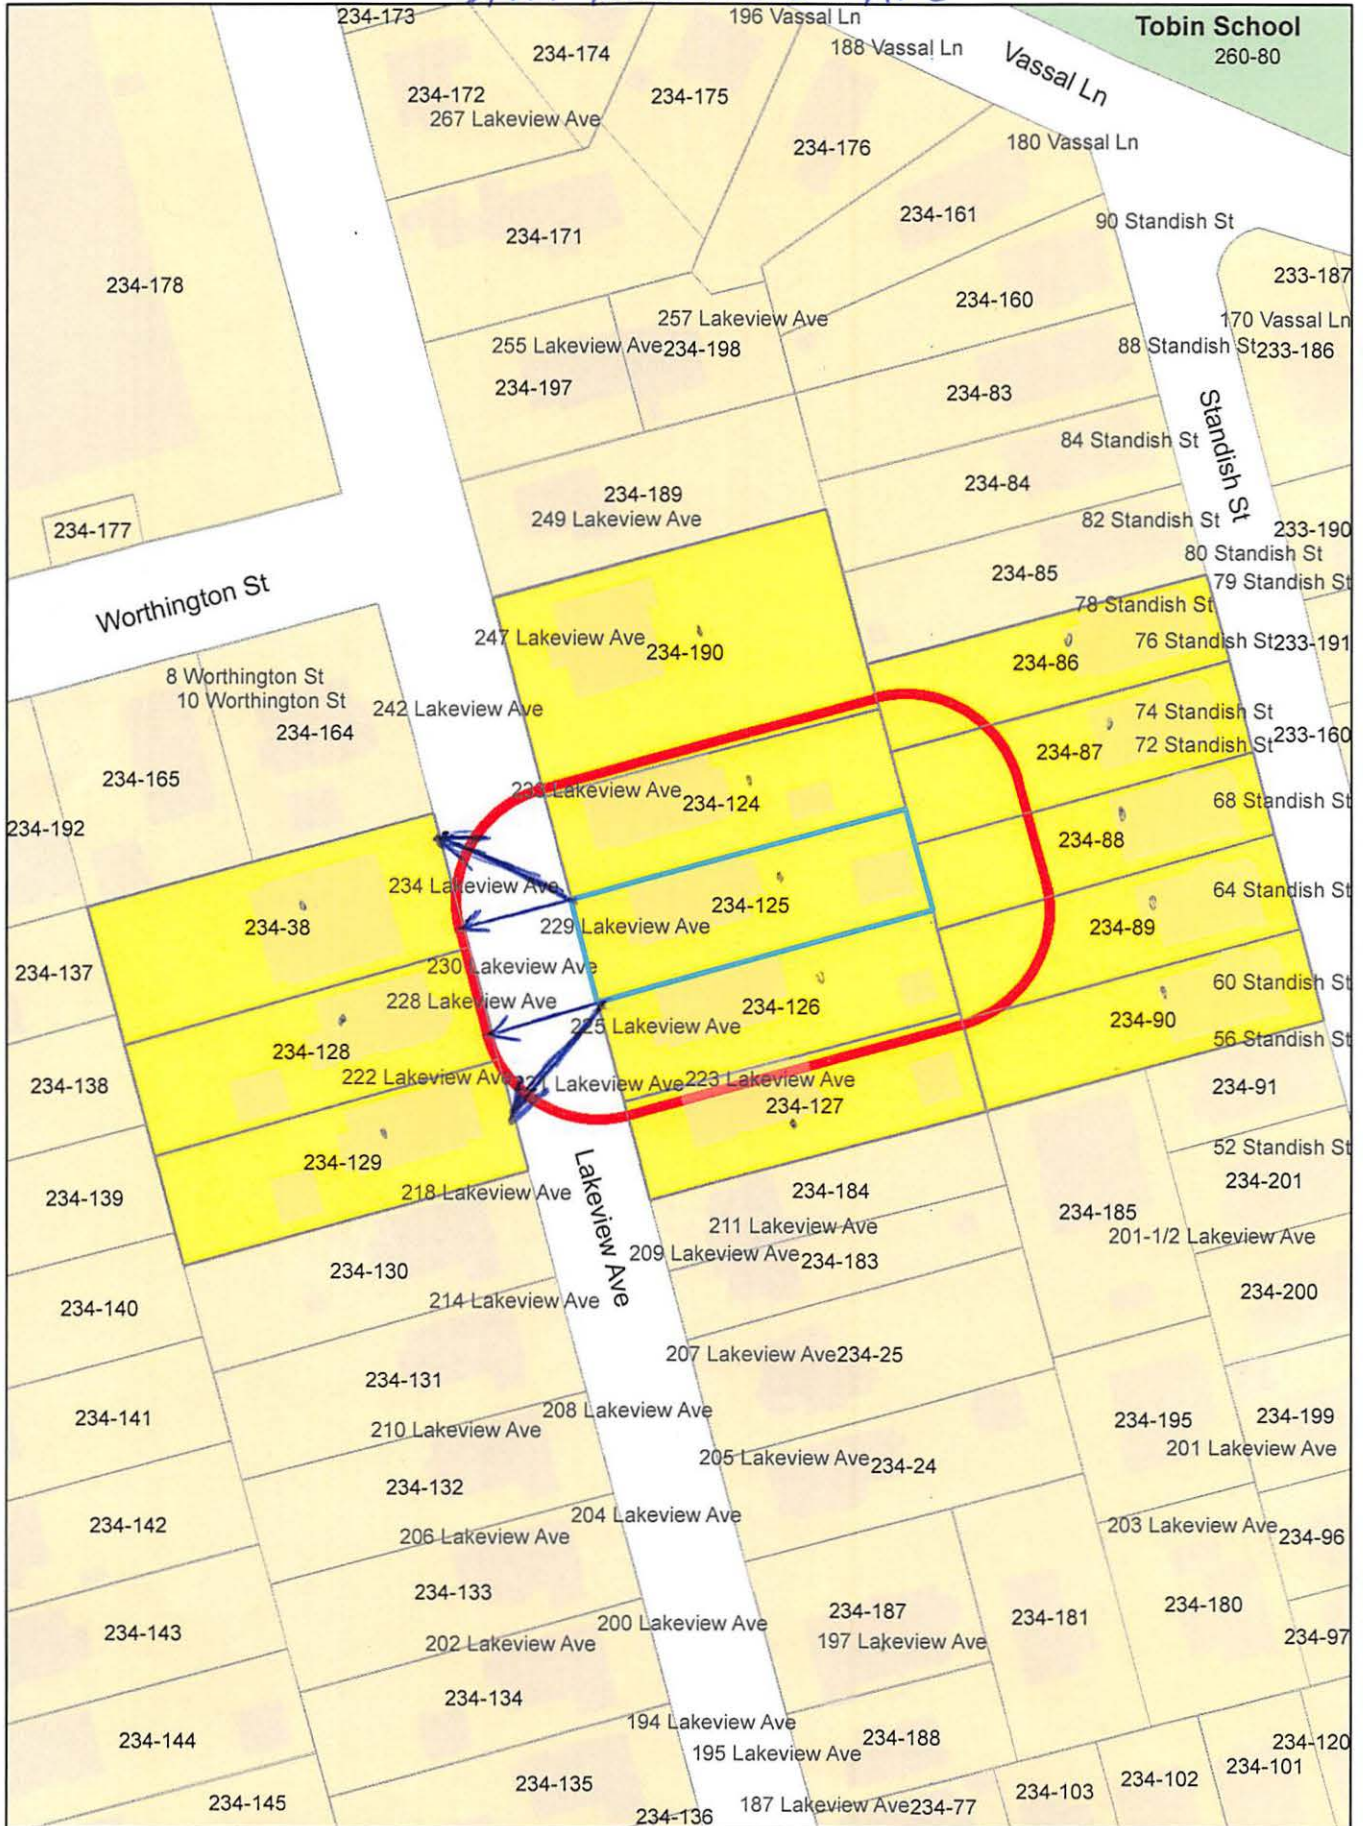 234-173
196 Vassal Ln
Tobin School
260-80
188 Vassal Ln
234-174
Vassal Ln
234-172
234-175
267 Lakeview Ave
234-176
180 Vassal Ln
234-161
90 Standish St
234-171
233-187
234-178
234-160
257 Lakeview Ave
170 Vassal Ln
255 Lakeview Ave
234-198
88 Standish St
233-186
234-197
234-83
Standish St
84 Standish St
234-84
234-189
249 Lakeview Ave
82 Standish St
234-177
233-190
80 Standish St
234-85
79 Standish St
Worthington St
78 Standish St
247 Lakeview Ave
234-190
76 Standish St
233-191
234-86
8 Worthington St
10 Worthington St
242 Lakeview Ave
74 Standish St
234-164
233-160
72 Standish St
234-87
234-165
Lakeview Ave
234-124
68 Standish St
234-192
234-88
234 Lakeview Ave
64 Standish St
234-125
234-38
229 Lakeview Ave
234-89
230 Lakeview Ave
234-137
60 Standish St
228 Lakeview Ave
234-126
234-90
225 Lakeview Ave
56 Standish St
234-128
222 Lakeview Ave
Lakeview Ave
223 Lakeview Ave
234-138
234-91
234-127
52 Standish St
234-129
234-201
218 Lakeview Ave
234-184
234-139
234-185
211 Lakeview Ave
201-1/2 Lakeview Ave
Lakeview Ave
209 Lakeview Ave
234-183
234-130
234-200
214 Lakeview Ave
234-140
207 Lakeview Ave
234-25
234-131
208 Lakeview Ave
234-141
234-195
234-199
210 Lakeview Ave
201 Lakeview Ave
205 Lakeview Ave
234-24
234-132
204 Lakeview Ave
234-142
203 Lakeview Ave
234-96
206 Lakeview Ave
234-133
234-187
234-180
234-181
200 Lakeview Ave
234-143
234-97
202 Lakeview Ave
197 Lakeview Ave
234-134
194 Lakeview Ave
234-188
234-144
234-120
195 Lakeview Ave
234-101
234-135
234-102
234-103
234-145
187 Lakeview Ave
234-77
234-136